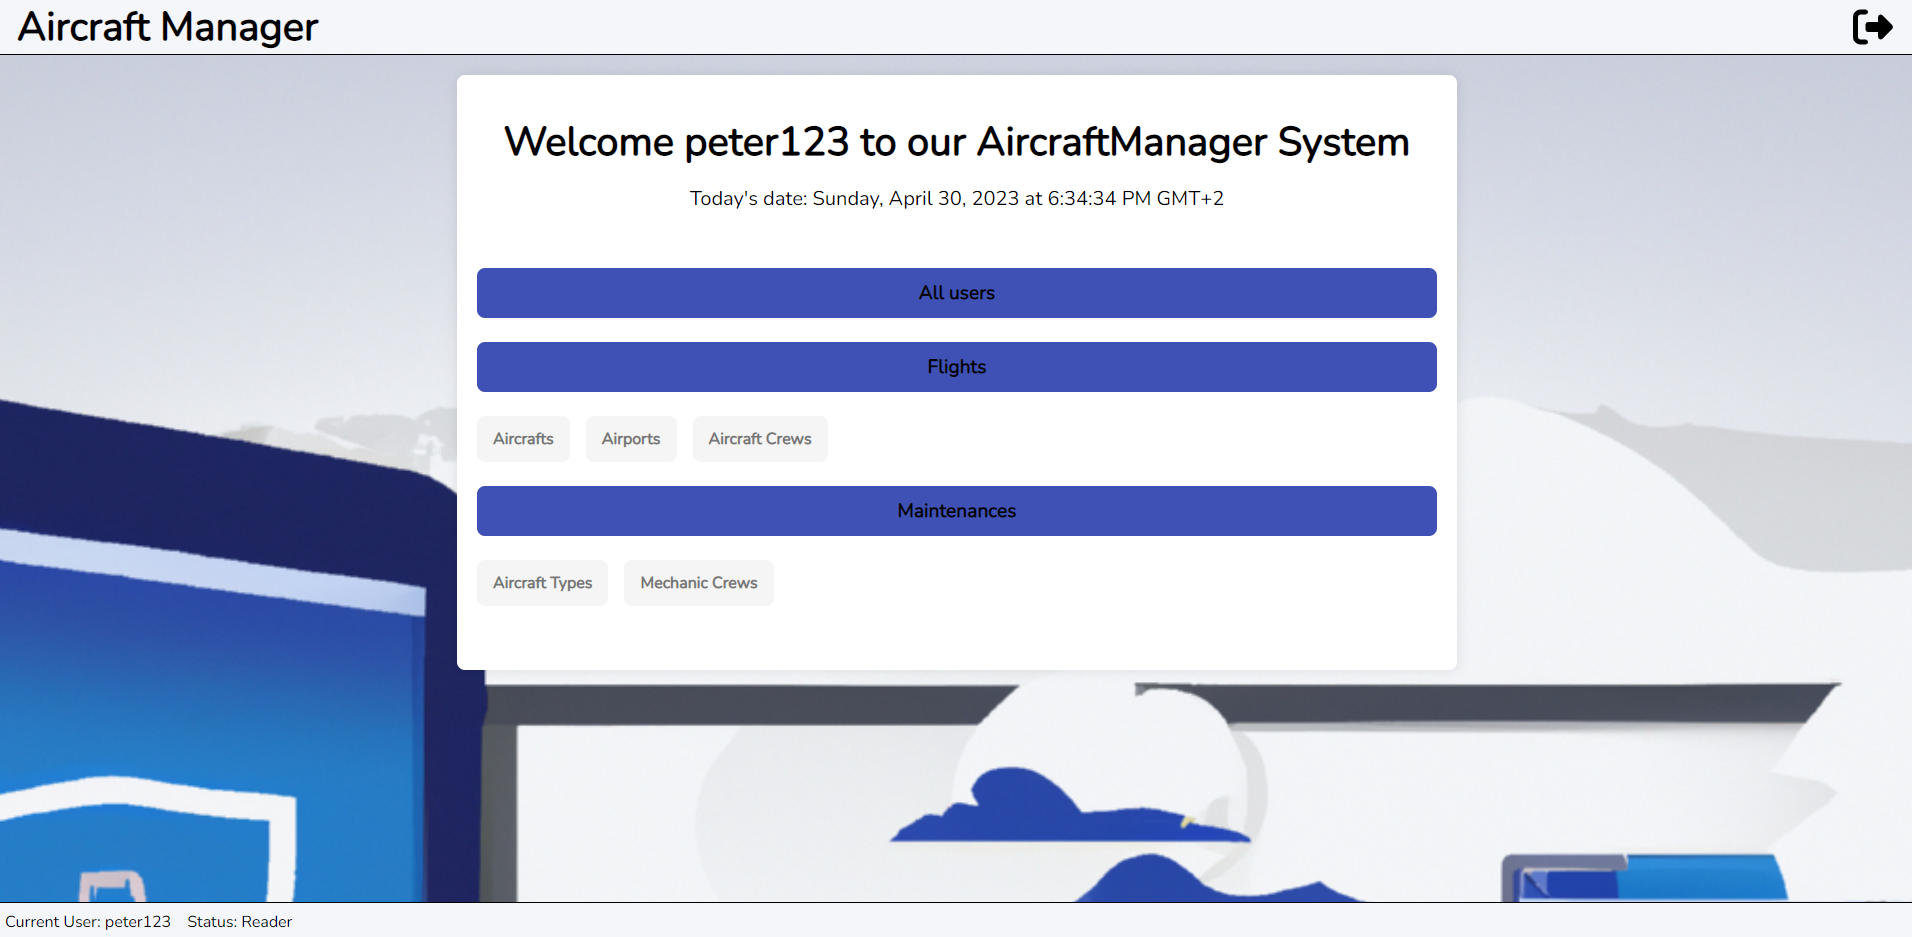 Aircraft Manager
Welcome peter123 to our AircraftManager System
Today's date: Sunday, April 30, 2023 at 6:34:34 PM GMT+2
All users
Flights
Aircrafts Airports Aircraft Crews
Maintenances
Aircraft Types Mechanic Crews
Current User: peter123 Status: Reader